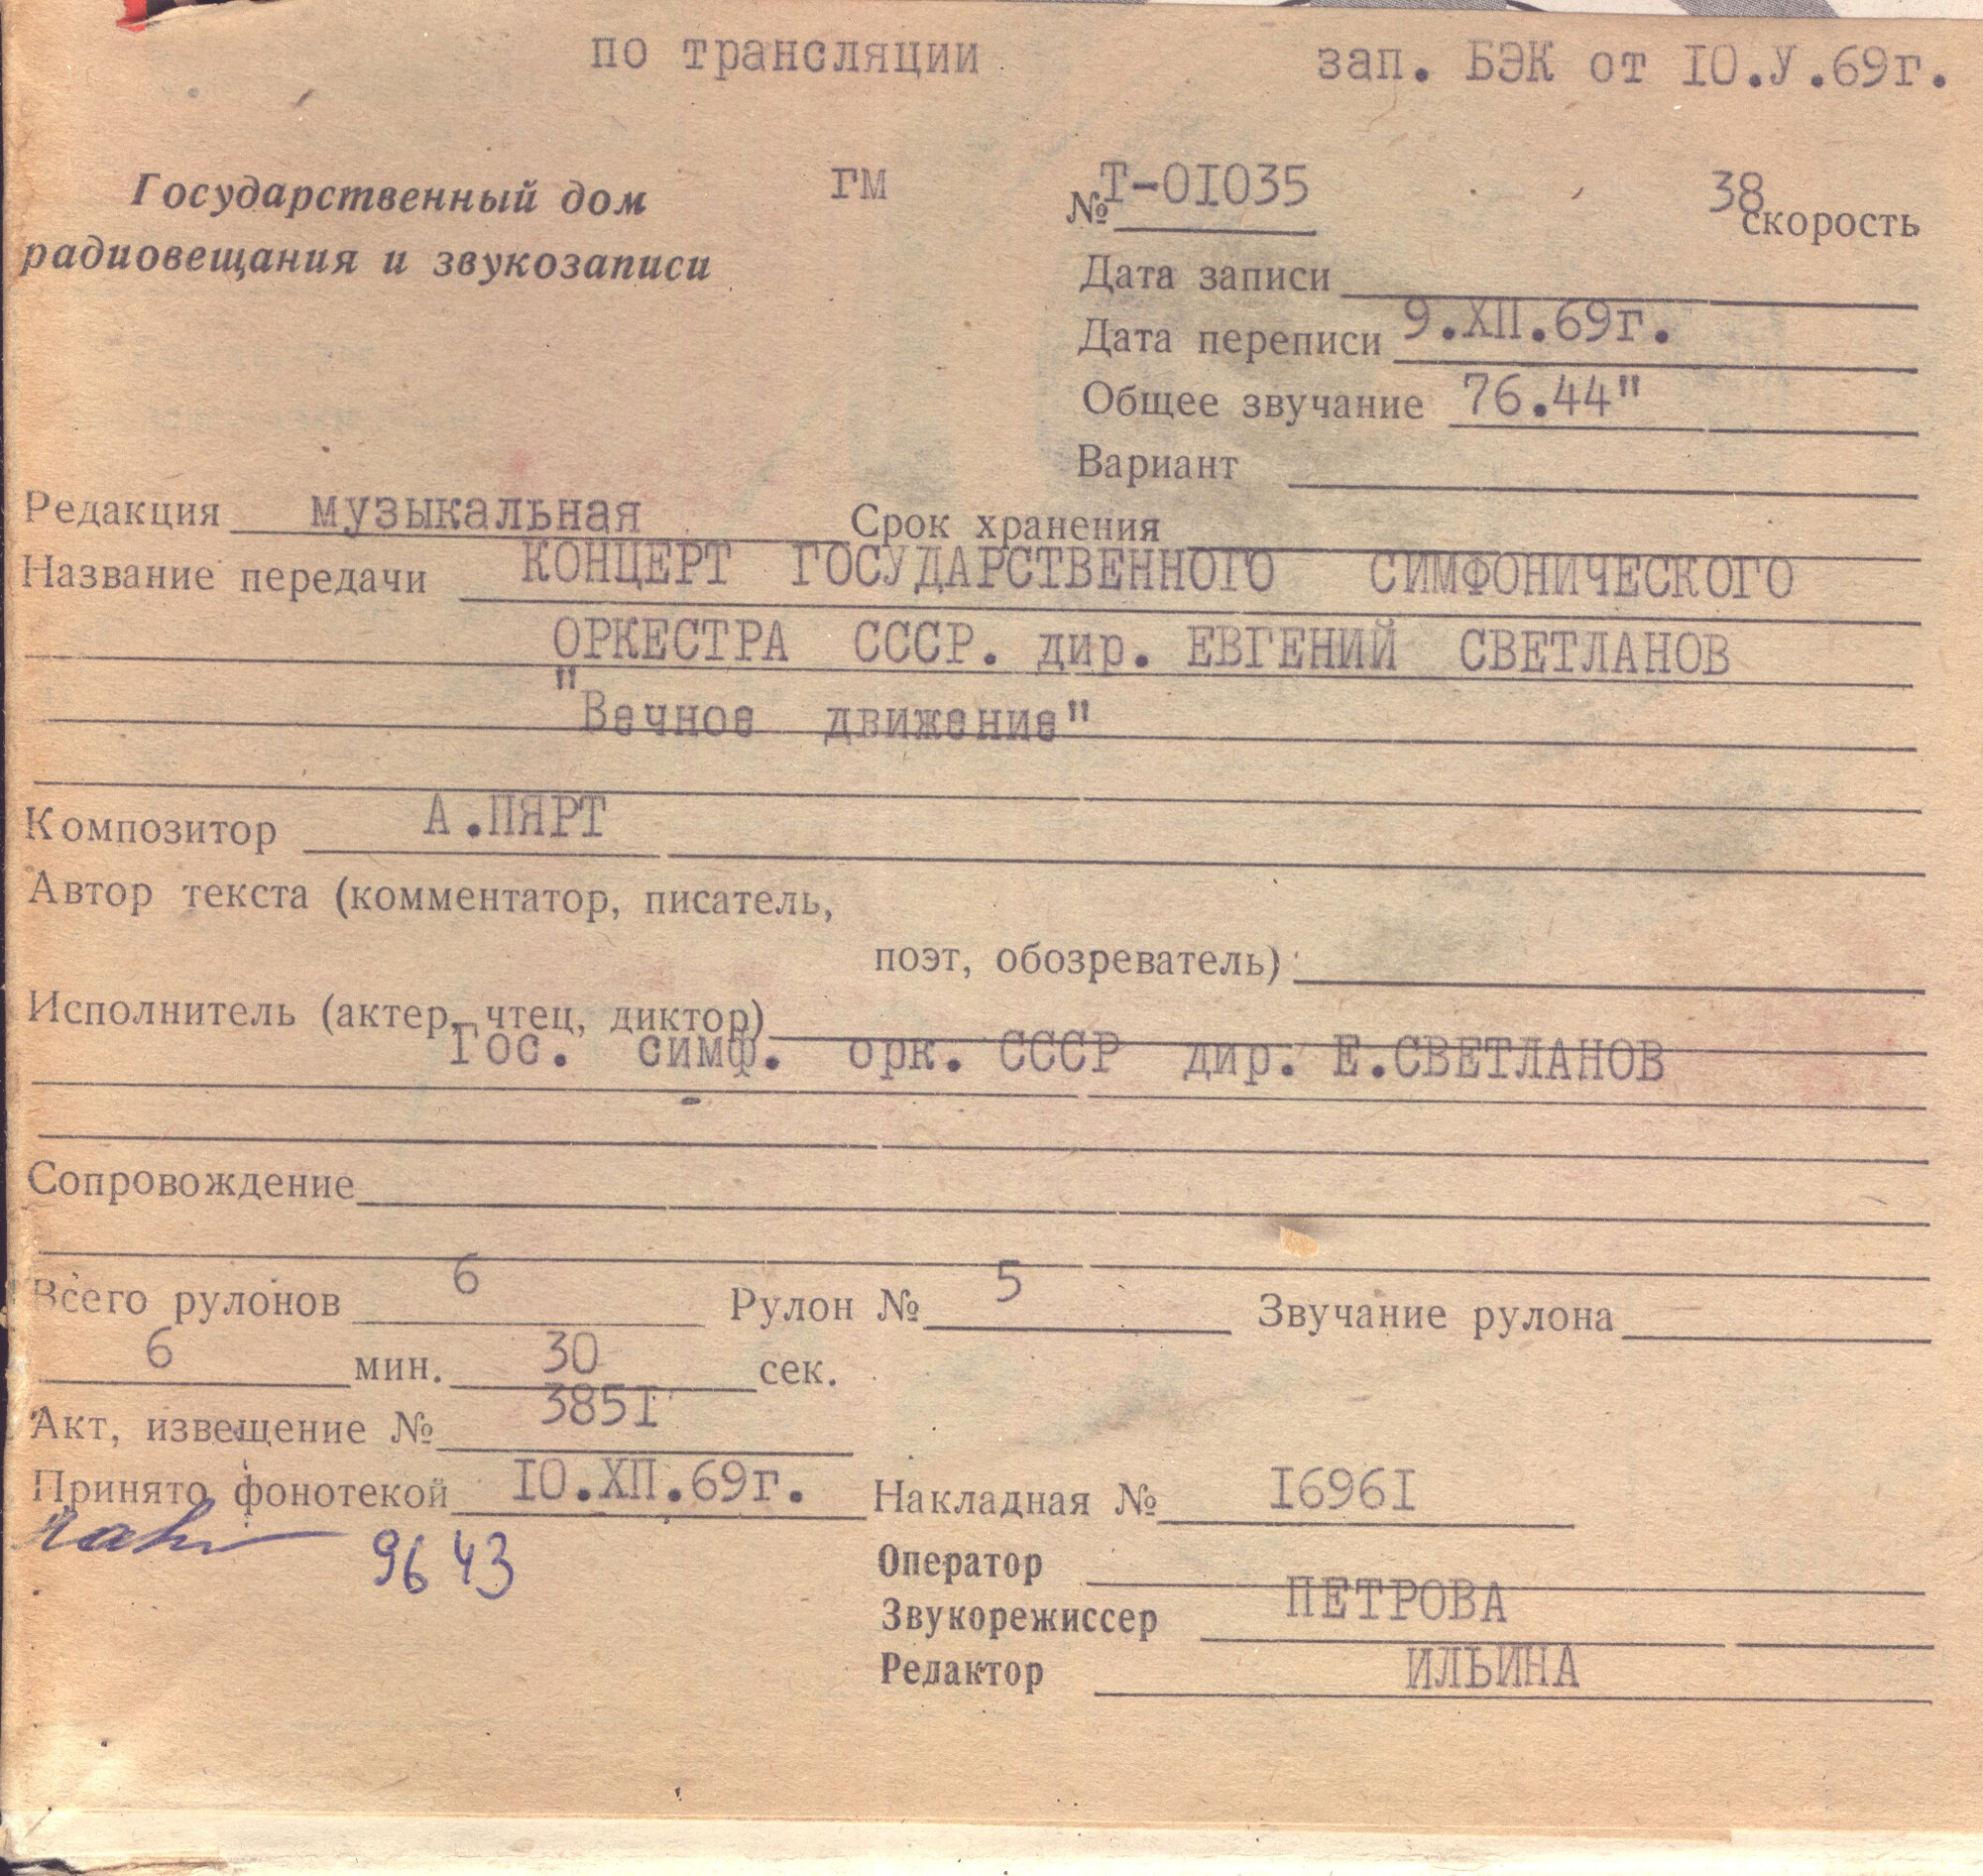 по трансляции зап. БЭК от IO.У.69г.
Государственный дом гм №Т-OIO35 38 скорость
радиовещания и звукозаписи
Дата записи
Дата переписи 9.ХП.69г.
Общее звучание 76.44"
Вариант
Редакция музыкальная Срок хранения
Название передачи КОНЦЕРТ ГОСУДАРСТВЕННОГО СИМФОНИЧЕСКОГО
ОРКЕСТРА СССР. дир. ЕВГЕНИЙ СВЕТЛАНОВ
"Вечное движение"
Композитор А.ПЯРТ
Автор текста (комментатор, писатель,
поэт, обозреватель)
Исполнитель (актер, чтец, диктор)
Гос. симф. орк. СССР дир. Е.СВЕТЛАНОВ
Сопровождение
Всего рулонов 6 Рулон № 5 Звучание рулона
6 мин. 30 сек.
Акт, извещение № 385I
Принято фонотекой IO.ХП.69г. Накладная № I696I
9643
Оператор
Звукорежиссер ПЕТРОВА
Редактор ИЛЬИНА